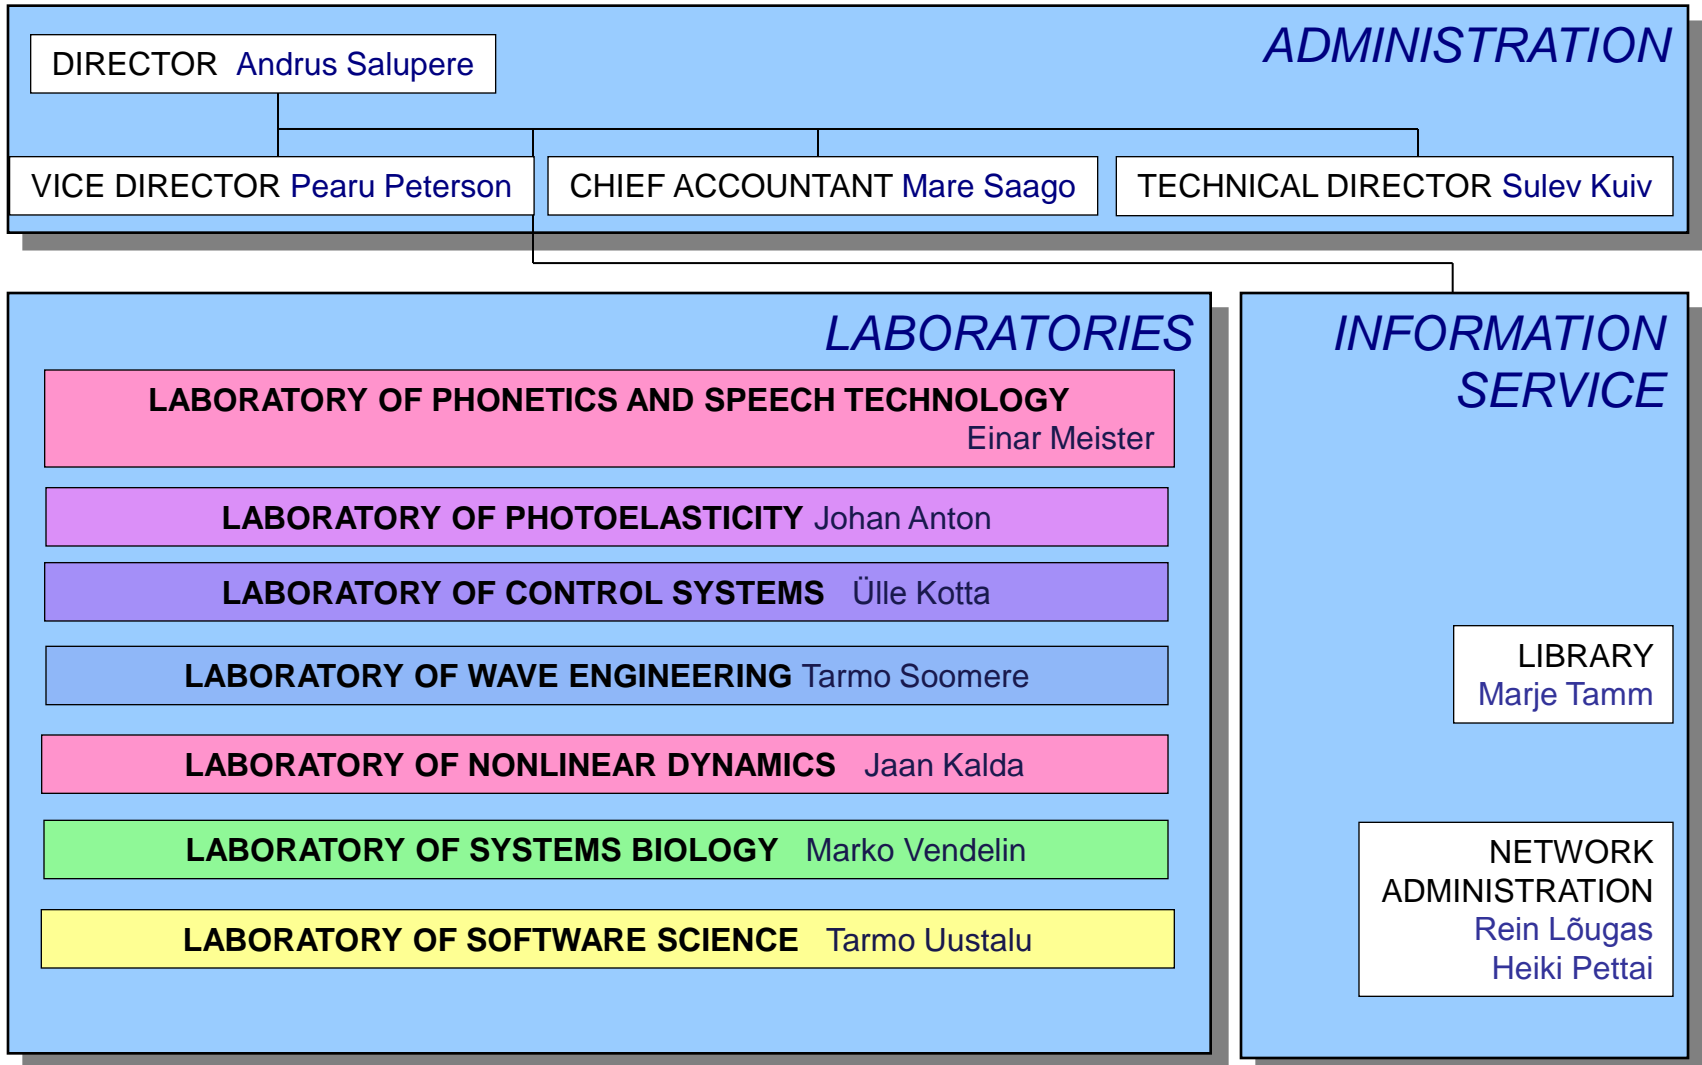 ADMINISTRATION
DIRECTOR Andrus Salupere
VICE DIRECTOR Pearu Peterson
CHIEF ACCOUNTANT Mare Saago
TECHNICAL DIRECTOR Sulev Kuiv
LABORATORIES
LABORATORY OF PHONETICS AND SPEECH TECHNOLOGY
Einar Meister
LABORATORY OF PHOTOELASTICITY Johan Anton
LABORATORY OF CONTROL SYSTEMS Ülle Kotta
LABORATORY OF WAVE ENGINEERING Tarmo Soomere
LABORATORY OF NONLINEAR DYNAMICS Jaan Kalda
LABORATORY OF SYSTEMS BIOLOGY Marko Vendelin
LABORATORY OF SOFTWARE SCIENCE Tarmo Uustalu
INFORMATION
SERVICE
LIBRARY
Marje Tamm
NETWORK
ADMINISTRATION
Rein Lõugas
Heiki Pettai